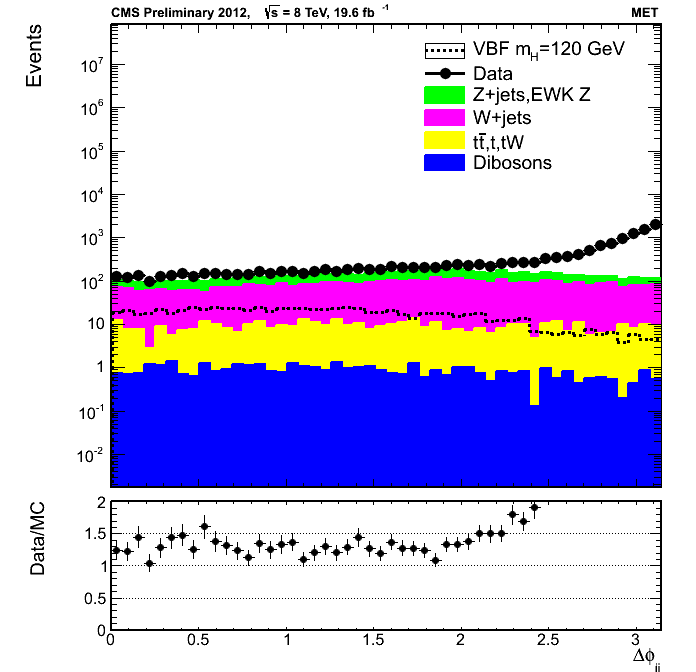 CMS Preliminary 2012, √s = 8 TeV, 19.6 fb⁻¹ MET
Events
VBF m_H=120 GeV
Data
Z+jets,EWK Z
W+jets
tt̄,t,tW
Dibosons
10⁷
10⁶
10⁵
10⁴
10³
10²
10
1
10⁻¹
10⁻²
Data/MC
2
1.5
1
0.5
0
0 0.5 1 1.5 2 2.5 3
Δϕ_jj